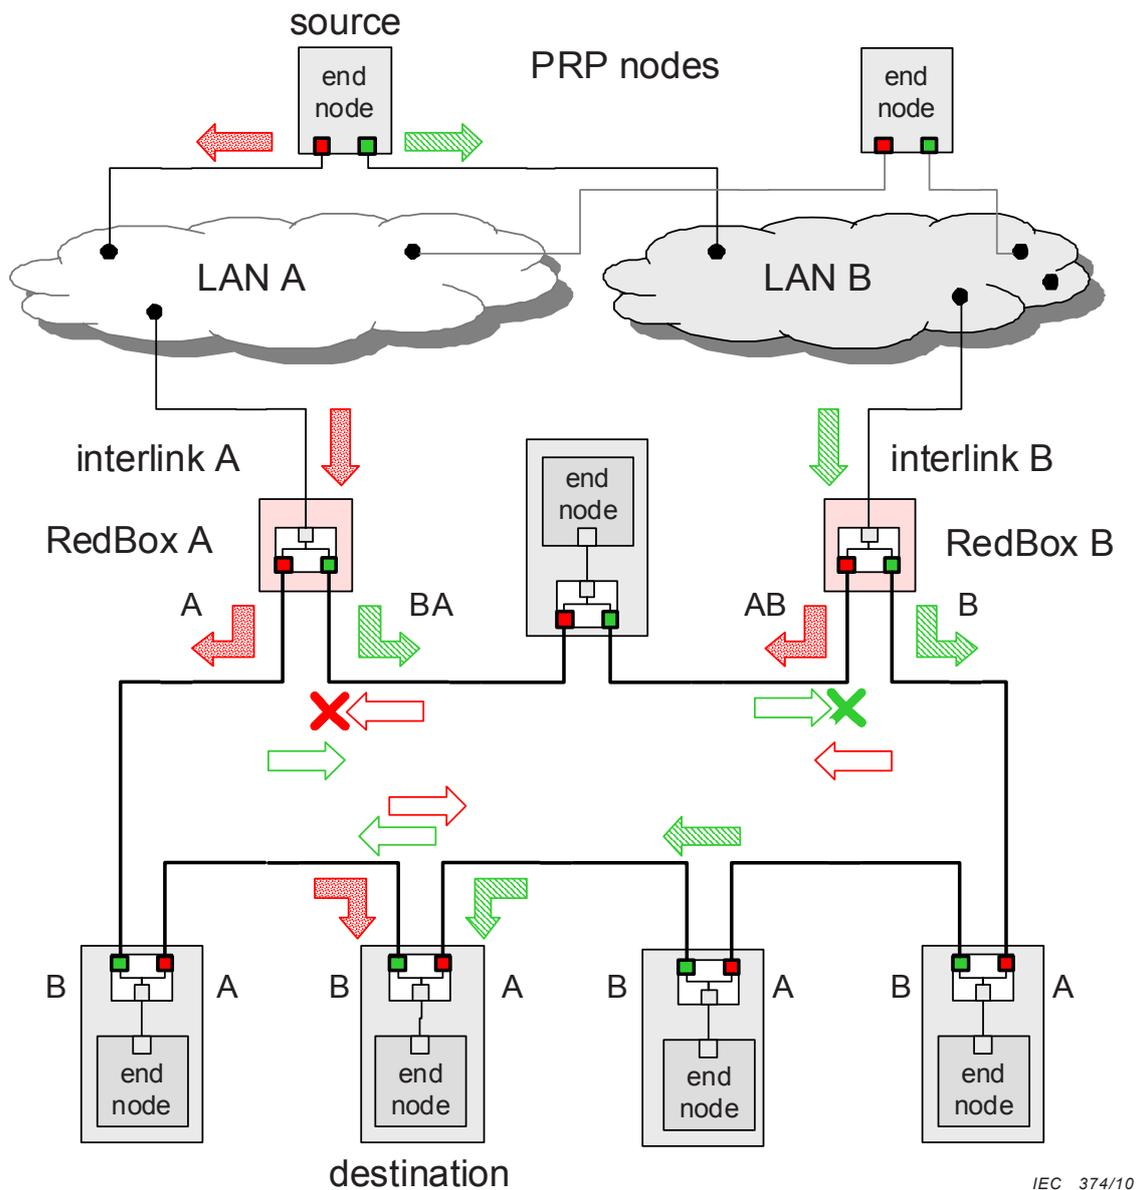 source
PRP nodes
end
node
end
node
LAN A
LAN B
interlink A
interlink B
end
node
RedBox A
RedBox B
A
BA
AB
B
B
A
B
A
B
A
B
A
end
node
end
node
end
node
end
node
destination
IEC 374/10